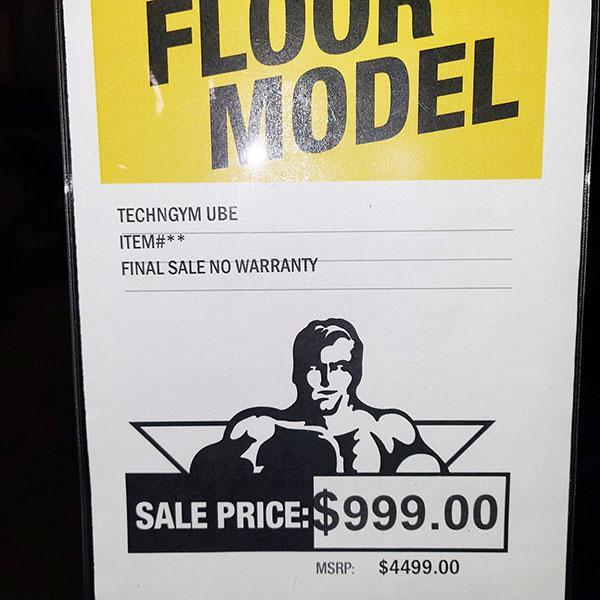 FLOOR
MODEL
TECHNGYM UBE
ITEM#**
FINAL SALE NO WARRANTY
SALE PRICE: $999.00
MSRP: $4499.00